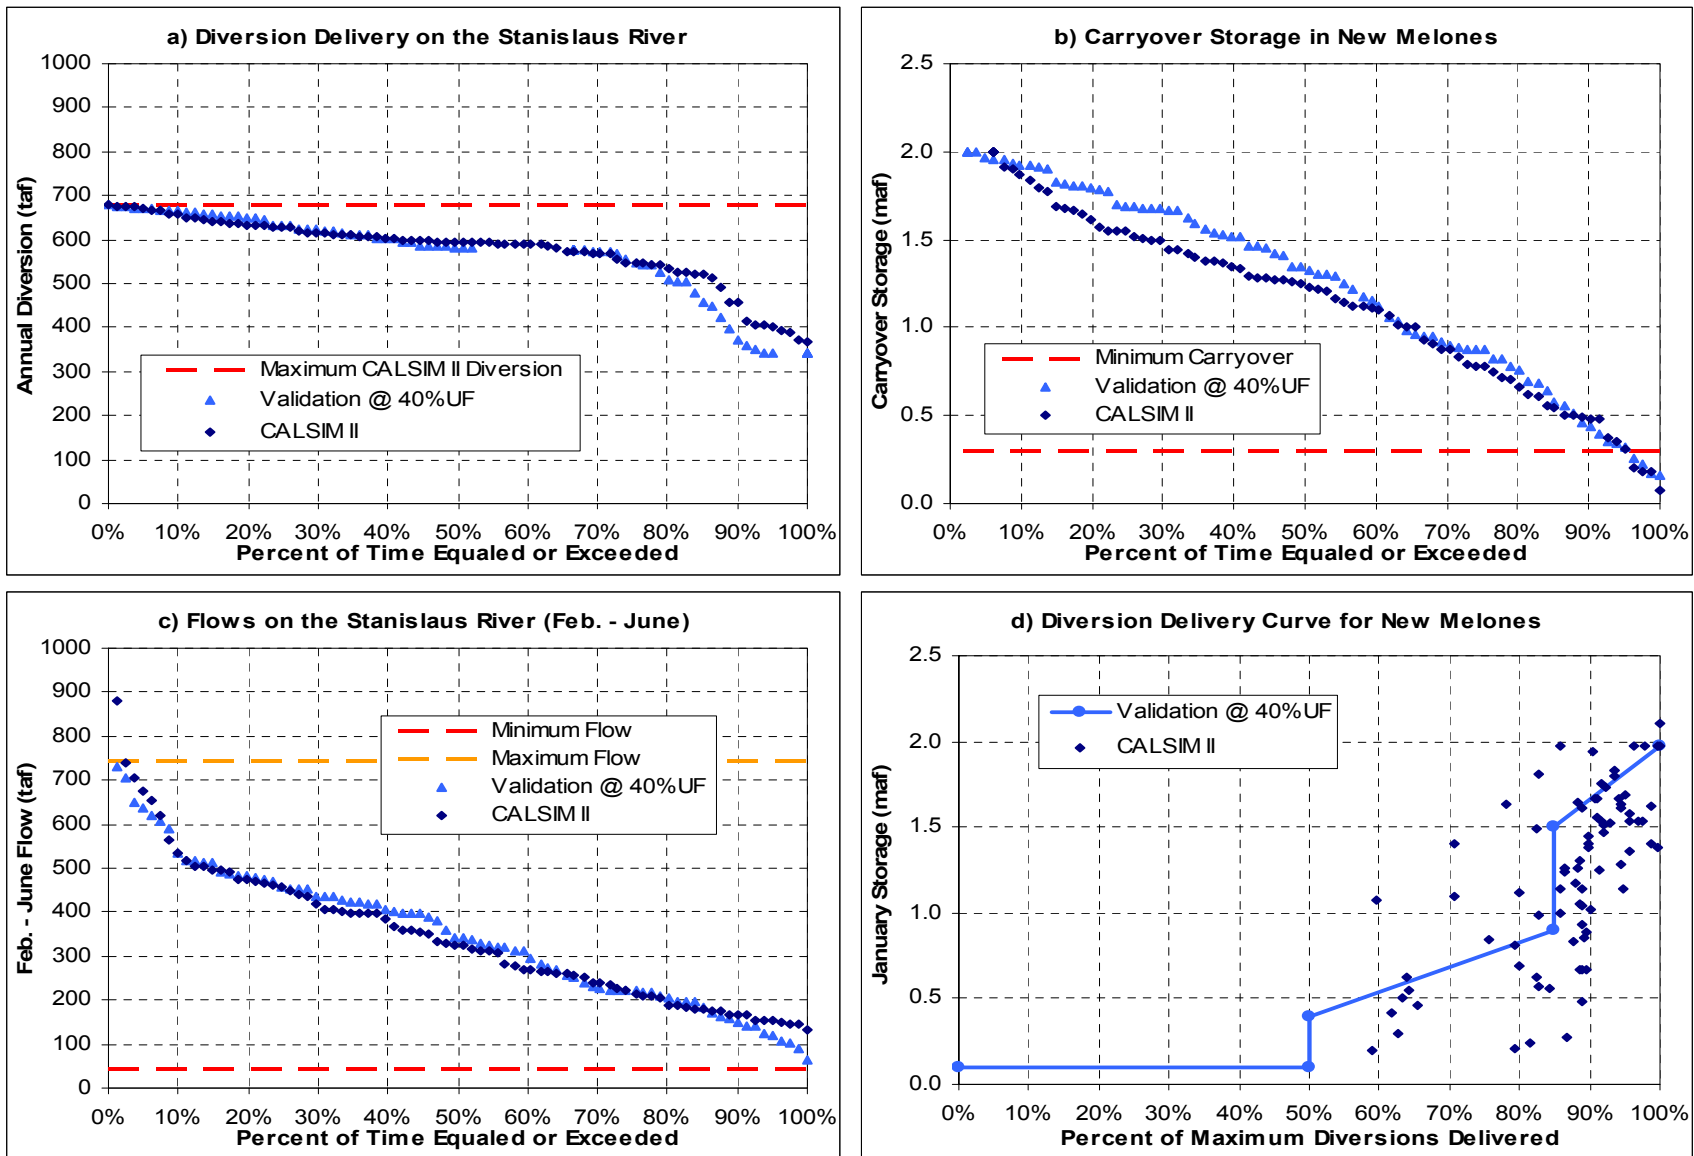 a) Diversion Delivery on the Stanislaus River
1000
900
800
700
600
500
400
300
200
100
0
Annual Diversion (taf)
Maximum CALSIM II Diversion
Validation @ 40%UF
CALSIM II
0% 10% 20% 30% 40% 50% 60% 70% 80% 90% 100%
Percent of Time Equaled or Exceeded
b) Carryover Storage in New Melones
2.5
2.0
1.5
1.0
0.5
0.0
Carryover Storage (maf)
Minimum Carryover
Validation @ 40%UF
CALSIM II
0% 10% 20% 30% 40% 50% 60% 70% 80% 90% 100%
Percent of Time Equaled or Exceeded
c) Flows on the Stanislaus River (Feb. - June)
1000
900
800
700
600
500
400
300
200
100
0
Feb. - June Flow (taf)
Minimum Flow
Maximum Flow
Validation @ 40%UF
CALSIM II
0% 10% 20% 30% 40% 50% 60% 70% 80% 90% 100%
Percent of Time Equaled or Exceeded
d) Diversion Delivery Curve for New Melones
2.5
2.0
1.5
1.0
0.5
0.0
January Storage (maf)
Validation @ 40%UF
CALSIM II
0% 10% 20% 30% 40% 50% 60% 70% 80% 90% 100%
Percent of Maximum Diversions Delivered